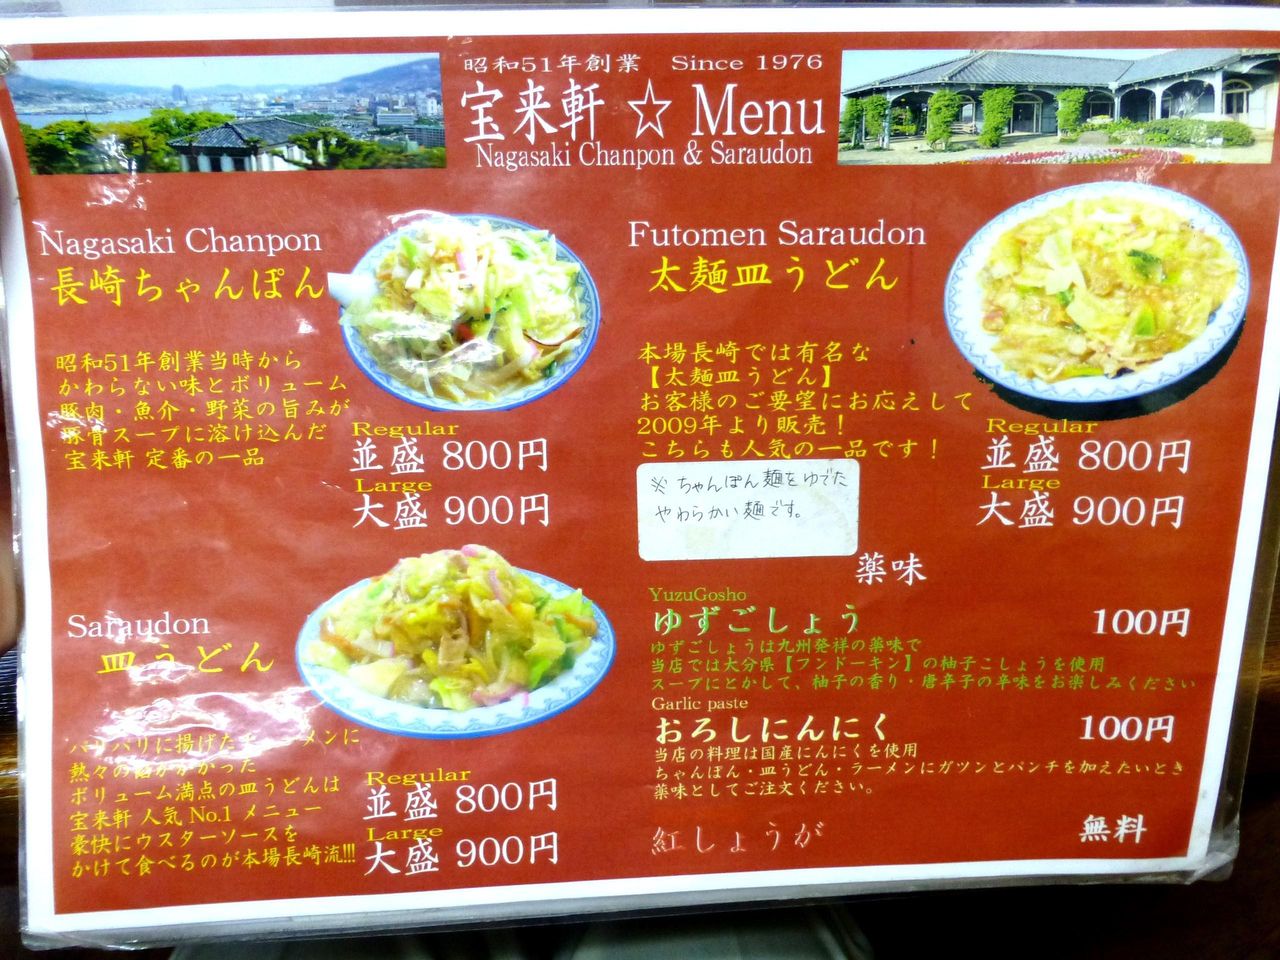 昭和51年創業 Since 1976
宝来軒 ☆ Menu
Nagasaki Chanpon & Saraudon
Nagasaki Chanpon
長崎ちゃんぽん
昭和51年創業当時から
かわらない味とボリューム
豚肉・魚介・野菜の旨みが
豚骨スープに溶け込んだ
宝来軒 定番の一品
Regular
並盛 800円
Large
大盛 900円
Futomen Saraudon
太麺皿うどん
本場長崎では有名な
【太麺皿うどん】
お客様のご要望にお応えして
2009年より販売！
こちらも人気の一品です！
※ちゃんぽん麺をゆでた
やわらかい麺です。
Regular
並盛 800円
Large
大盛 900円
Saraudon
皿うどん
パリパリに揚げた
メンに
熱々の
かかった
ボリューム満点の皿うどんは
宝来軒 人気 No.1 メニュー
豪快にウスターソースを
かけて食べるのが本場長崎流!!!
Regular
並盛 800円
Large
大盛 900円
薬味
YuzuGosho
ゆずごしょう 100円
ゆずごしょうは九州発祥の薬味で
当店では大分県【フンドーキン】の柚子こしょうを使用
スープにとかして、柚子の香り・唐辛子の辛味をお楽しみください
Garlic paste
おろしにんにく 100円
当店の料理は国産にんにくを使用
ちゃんぽん・皿うどん・ラーメンにガツンとパンチを加えたいとき
薬味としてご注文ください。
紅しょうが 無料